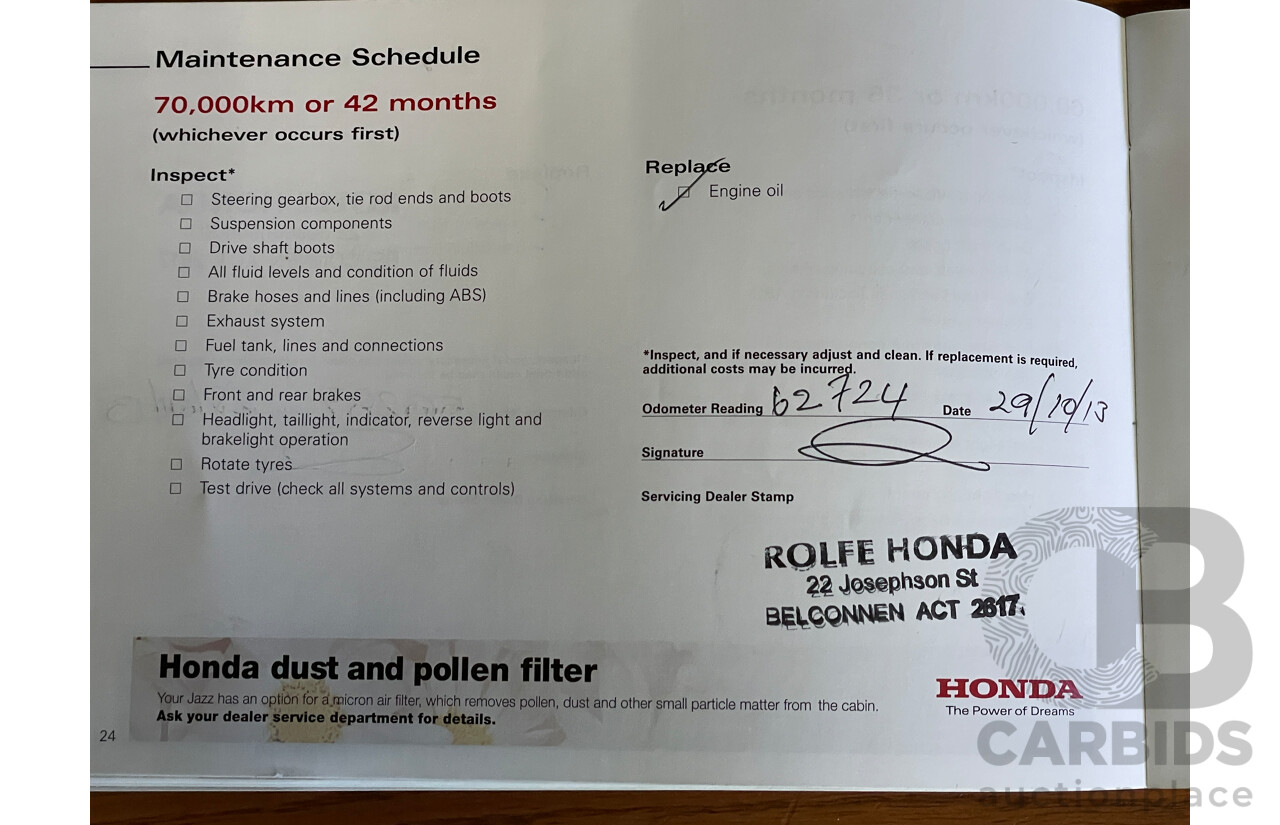 Maintenance Schedule
70,000km or 42 months
(whichever occurs first)
Inspect*
Steering gearbox, tie rod ends and boots
Suspension components
Drive shaft boots
All fluid levels and condition of fluids
Brake hoses and lines (including ABS)
Exhaust system
Fuel tank, lines and connections
Tyre condition
Front and rear brakes
Headlight, taillight, indicator, reverse light and
brakelight operation
Rotate tyres
Test drive (check all systems and controls)
Replace
Engine oil
*Inspect, and if necessary adjust and clean. If replacement is required,
additional costs may be incurred.
Odometer Reading 62724 Date 29/10/13
Signature
Servicing Dealer Stamp
ROLFE HONDA
22 Josephson St
BELCONNEN ACT 2617.
Honda dust and pollen filter
Your Jazz has an option for a micron air filter, which removes pollen, dust and other small particle matter from the cabin.
Ask your dealer service department for details.
HONDA
The Power of Dreams
24
CB
CARBIDS
auctionplace